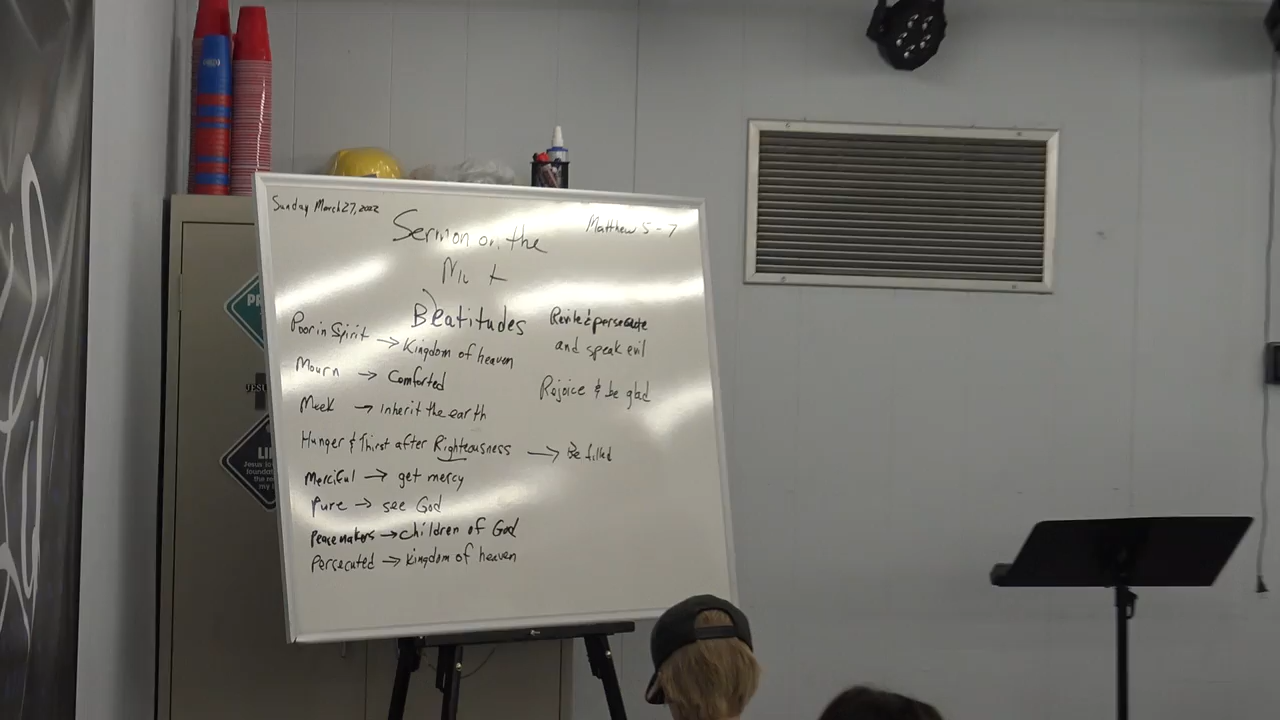 Sunday March 27, 2022
Matthew 5 - 7
Sermon on the
Beatitudes
Poor in Spirit → Kingdom of heaven
Mourn → Comforted
Meek → inherit the earth
Hunger & Thirst after Righteousness → Be filled
Merciful → get mercy
Pure → see God
Peacemakers → children of God
Persecuted → Kingdom of heaven
Revile & persecute
and speak evil
Rejoice & be glad